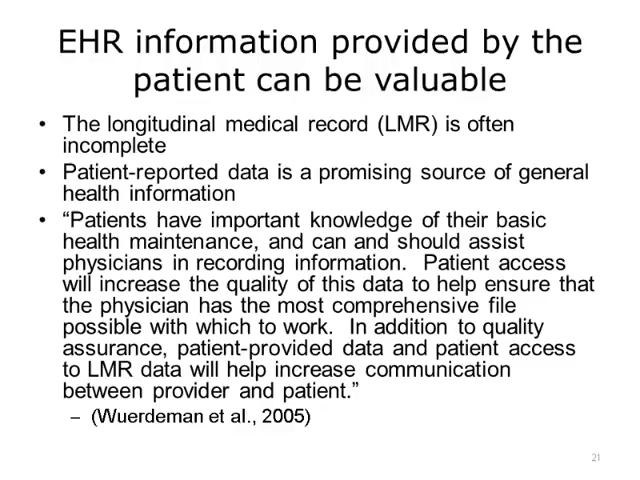 EHR information provided by the
patient can be valuable
• The longitudinal medical record (LMR) is often
incomplete
• Patient-reported data is a promising source of general
health information
• “Patients have important knowledge of their basic
health maintenance, and can and should assist
physicians in recording information. Patient access
will increase the quality of this data to help ensure that
the physician has the most comprehensive file
possible with which to work. In addition to quality
assurance, patient-provided data and patient access
to LMR data will help increase communication
between provider and patient.”
– (Wuerdeman et al., 2005)
21